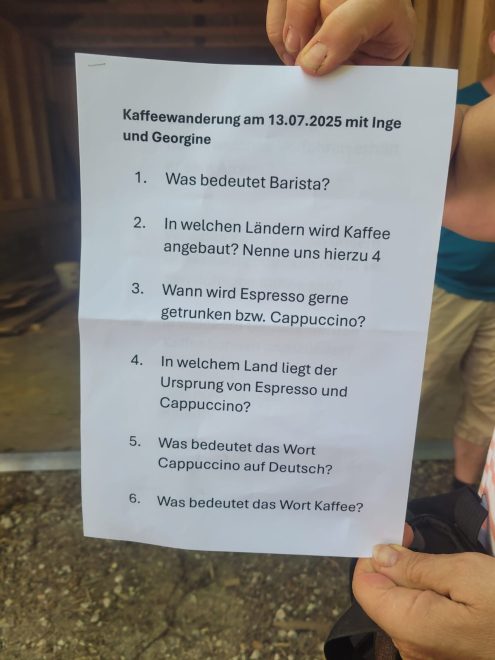 Kaffeewanderung am 13.07.2025 mit Inge
und Georgine
1. Was bedeutet Barista?
2. In welchen Ländern wird Kaffee
angebaut? Nenne uns hierzu 4
3. Wann wird Espresso gerne
getrunken bzw. Cappuccino?
4. In welchem Land liegt der
Ursprung von Espresso und
Cappuccino?
5. Was bedeutet das Wort
Cappuccino auf Deutsch?
6. Was bedeutet das Wort Kaffee?